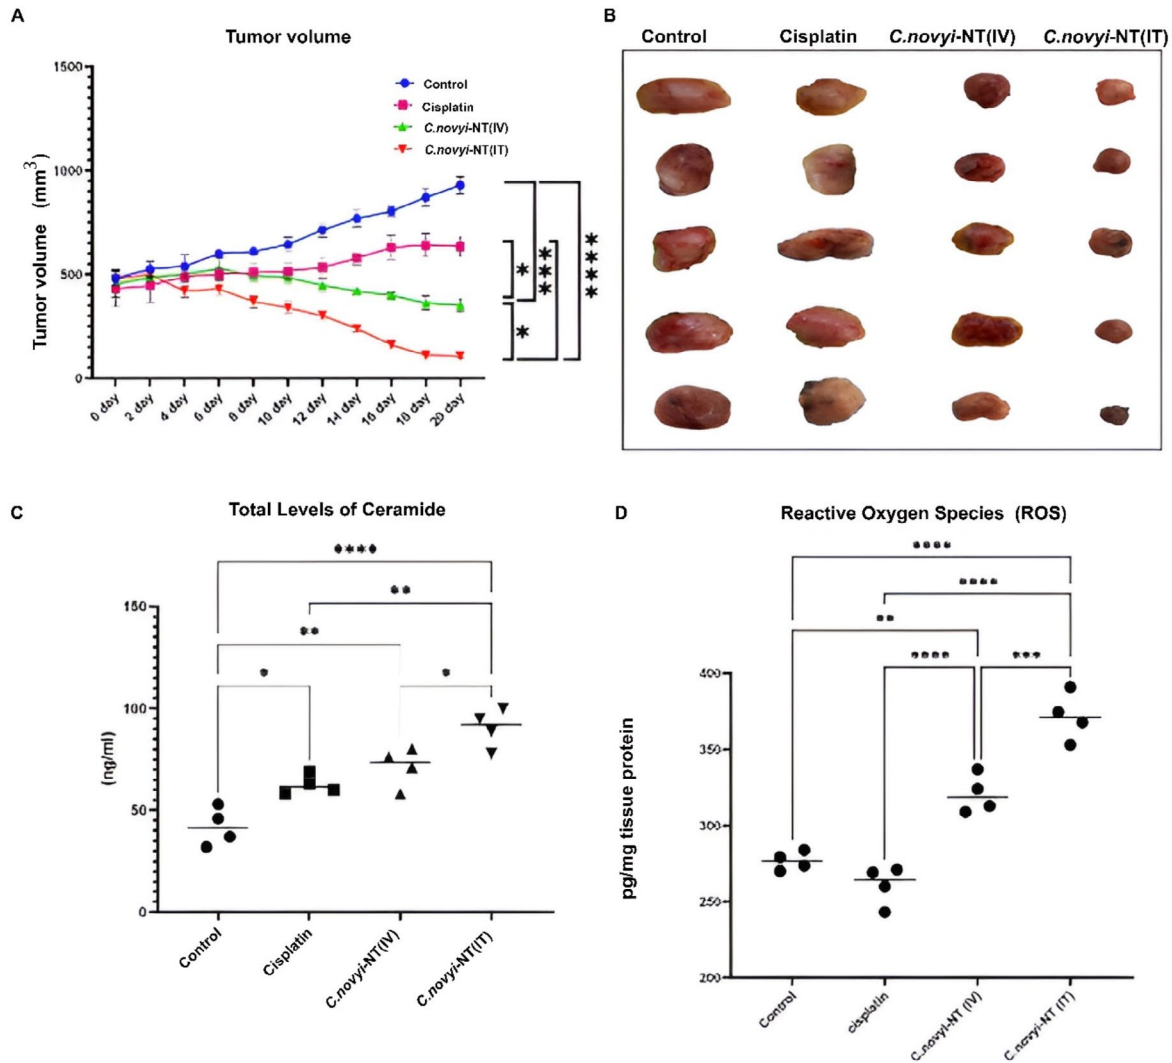 A
Tumor volume
Tumor volume (mm3)
1500
1000
500
0
0 day
2 day
4 day
6 day
8 day
10 day
12 day
14 day
16 day
18 day
20 day
Control
Cisplatin
C.novyi-NT(IV)
C.novyi-NT(IT)
*
***
****
*
B
Control Cisplatin C.novyi-NT(IV) C.novyi-NT(IT)
C
Total Levels of Ceramide
****
**
**
*
*
(ng/ml)
150
100
50
0
Control
Cisplatin
C.novyi-NT(IV)
C.novyi-NT(IT)
D
Reactive Oxygen Species (ROS)
****
****
**
****
***
pg/mg tissue protein
400
350
300
250
200
Control
cisplatin
C.novyi-NT (IV)
C.novyi-NT (IT)